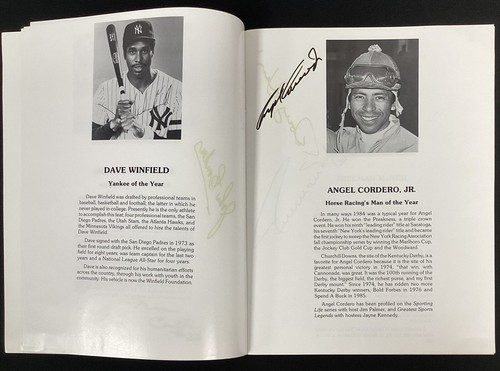 DAVE WINFIELD
Yankee of the Year
Dave Winfield was drafted by professional teams in
baseball, basketball and football, the latter in which he
never played in college. Presently he is the only athlete
to accomplish this feat: four professional teams, the San
Diego Padres, the Utah Stars, the Atlanta Hawks, and
the Minnesota Vikings all offered to hire the talents of
Dave Winfield.
Dave signed with the San Diego Padres in 1973 as
their first round draft pick. He excelled on the playing
field for eight years, was team captain for the last two
years and a National League All-Star for four years.
Dave is also recognized for his humanitarian efforts
across the country, through his work with youth in the
community. His vehicle is now the Winfield Foundation.
ANGEL CORDERO, JR.
Horse Racing's Man of the Year
In many ways 1984 was a typical year for Angel
Cordero, Jr. He won the Preakness, a triple crown
event. He won his ninth "leading rider" title at Saratoga,
his seventh "New York's leading rider" title and became
the first jockey to sweep the New York Racing Association
fall championship series by winning the Marlboro Cup,
the Jockey Club Gold Cup and the Woodward.
Churchill Downs, the site of the Kentucky Derby, is a
favorite for Angel Cordero because it is the site of his
greatest personal victory in 1974, "that win, with
Cannonade, was great. It was the 100th running of the
Derby, the biggest field, the richest purse, and my first
Derby mount." Since 1974, he has ridden two more
Kentucky Derby winners, Bold Forbes in 1976 and
Spend A Buck in 1985.
Angel Cordero has been profiled on the Sporting
Life series with host Jim Palmer, and Greatest Sports
Legends with hostess Jayne Kennedy.